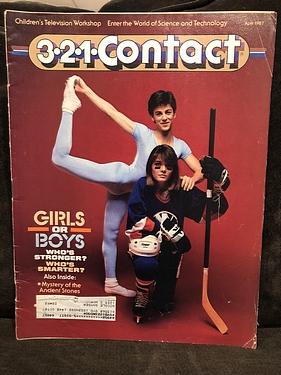 Children's Television Workshop Enter the World of Science and Technology April 1987
3·2·1·Contact
GIRLS
OR
BOYS
WHO'S
STRONGER?
WHO'S
SMARTER?
Also Inside:
Mystery of the
Ancient Stones